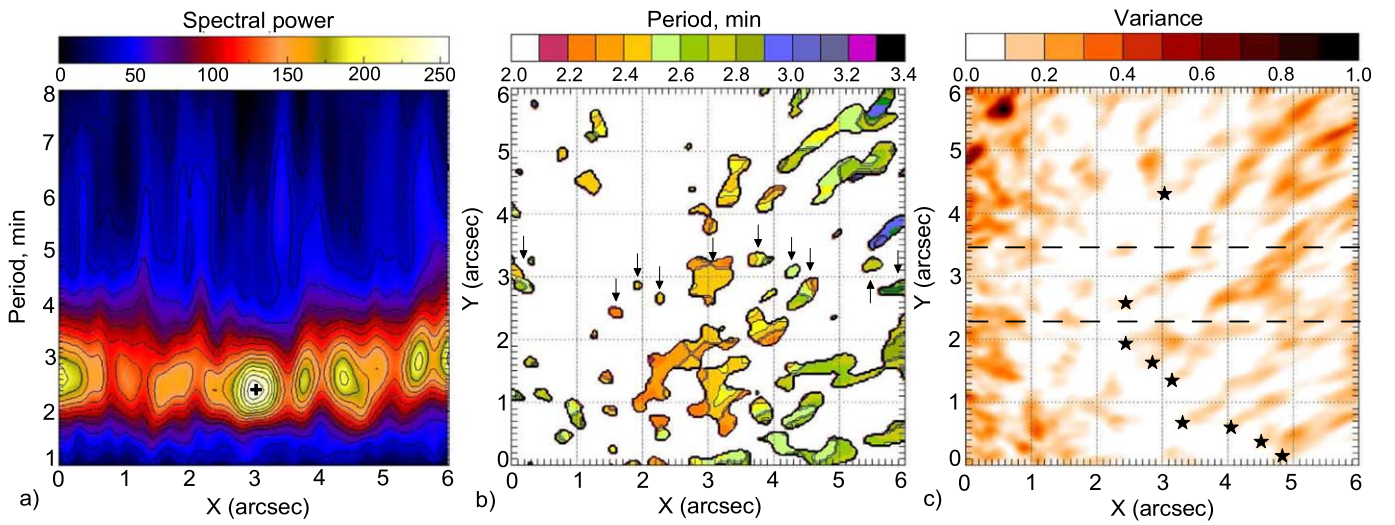 Spectral power
0 50 100 150 200 250
8
7
6
5
4
3
2
1
Period, min
0 1 2 3 4 5 6
X (arcsec)
a)
Period, min
2.0 2.2 2.4 2.6 2.8 3.0 3.2 3.4
6
5
4
3
2
1
0
Y (arcsec)
0 1 2 3 4 5 6
X (arcsec)
b)
Variance
0.0 0.2 0.4 0.6 0.8 1.0
6
5
4
3
2
1
0
Y (arcsec)
0 1 2 3 4 5 6
X (arcsec)
c)